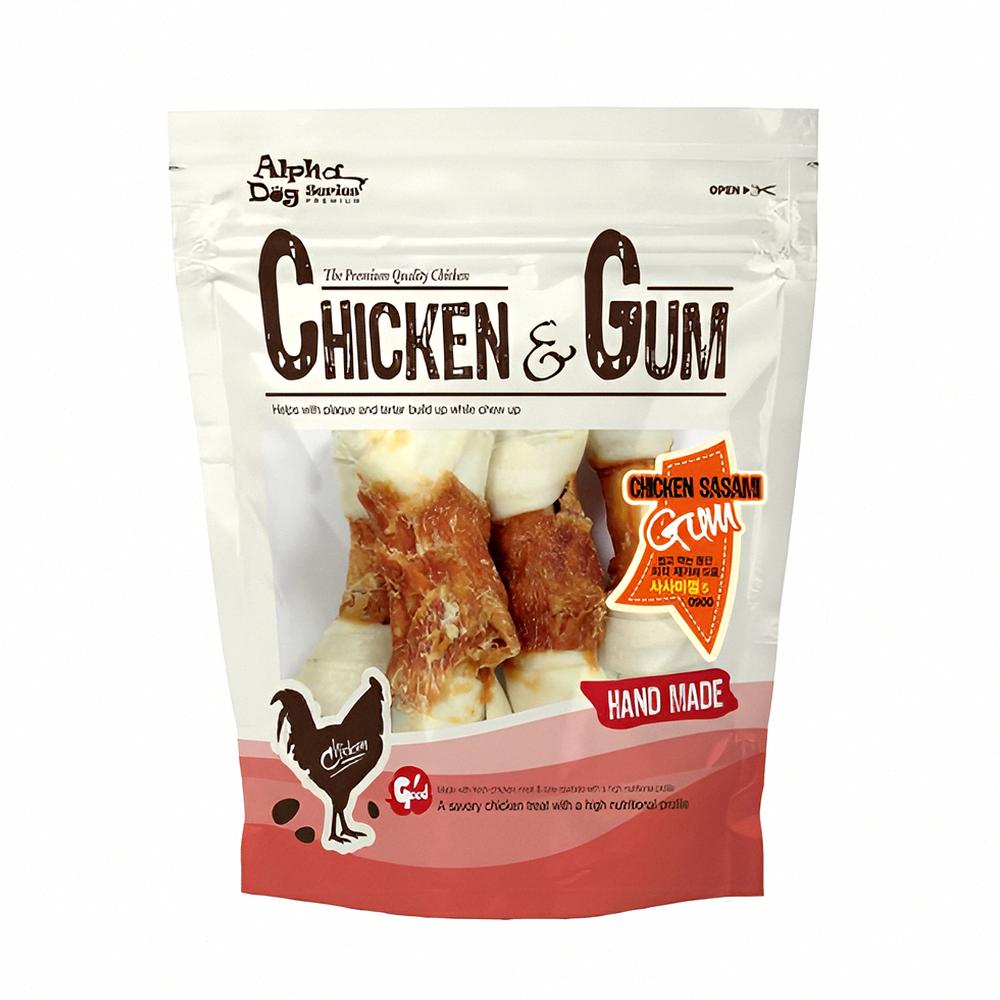 Alpha
Dog Series
PREMIUM
OPEN
The Premium Quality Chicken
CHICKEN & GUM
Helps with plaque and tartar build up while chew up
CHICKEN SASAMI
Gum
사사미껌
HAND MADE
Chicken
Good
A savory chicken treat with a high nutritional profile